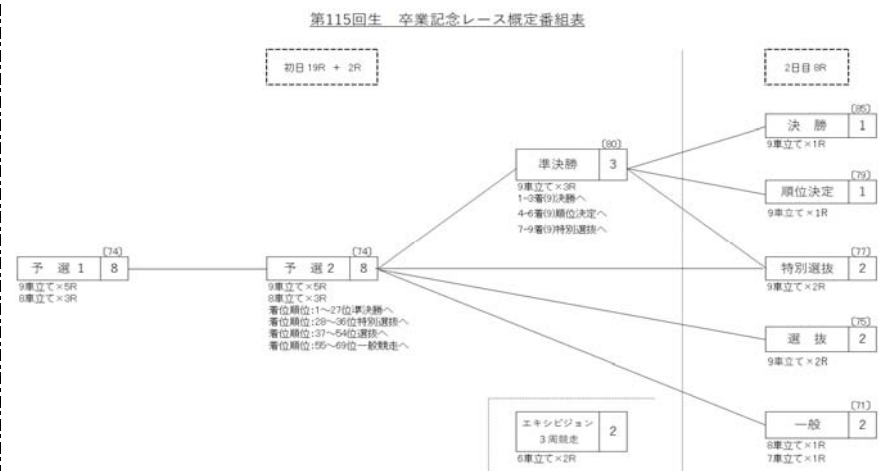 第115回生　卒業記念レース概定番組表
初日 19R + 2R
2日目 8R
(85)
決 勝 1
9車立て×1R
(80)
準決勝 3
9車立て×3R
1-3着(9)決勝へ
4-6着(9)順位決定へ
7-9着(9)特別選抜へ
(79)
順位決定 1
9車立て×1R
(74)
予 選 1 8
9車立て×5R
8車立て×3R
(74)
予 選 2 8
9車立て×5R
8車立て×3R
着位順位:1~27位準決勝へ
着位順位:28~36位特別選抜へ
着位順位:37~54位選抜へ
着位順位:55~69位一般競走へ
(77)
特別選抜 2
9車立て×2R
(75)
選 抜 2
9車立て×2R
エキシビジョン
3周競走 2
6車立て×2R
(71)
一般 2
8車立て×1R
7車立て×1R